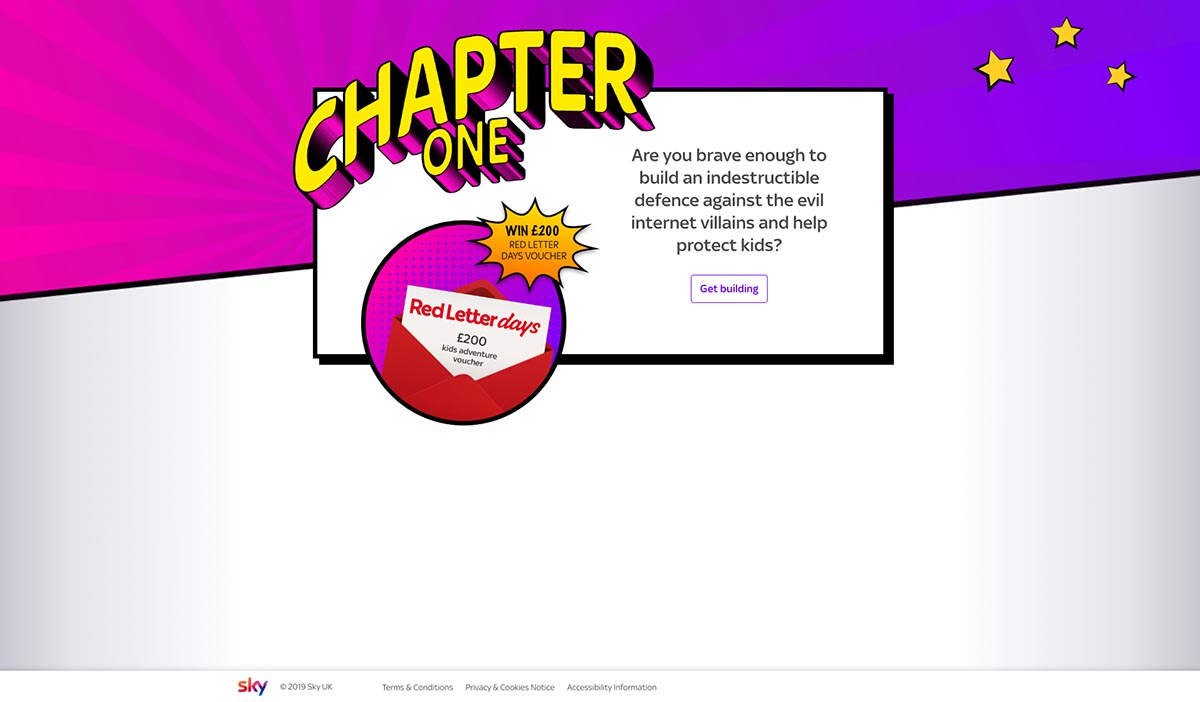 CHAPTER
ONE
Are you brave enough to
build an indestructible
defence against the evil
internet villains and help
protect kids?
Get building
WIN £200
RED LETTER
DAYS VOUCHER
Red Letter days
£200
kids adventure
voucher
sky
© 2019 Sky UK
Terms & Conditions
Privacy & Cookies Notice
Accessibility Information